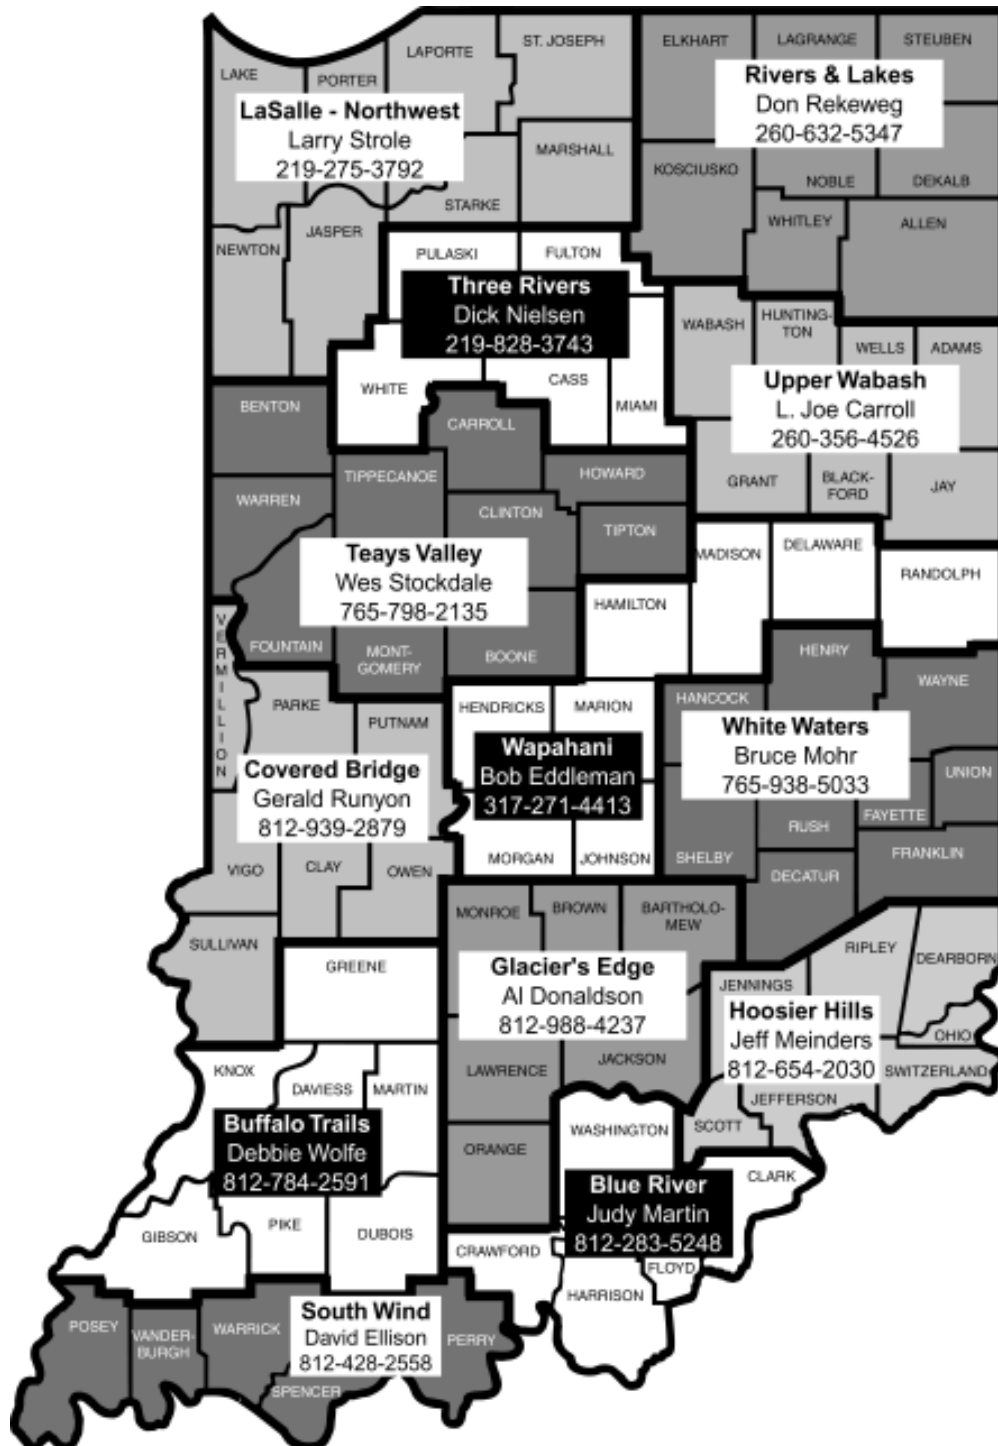 LAKE
PORTER
LAPORTE
ST. JOSEPH
ELKHART
LAGRANGE
STEUBEN
LaSalle - Northwest
Larry Strole
219-275-3792
Rivers & Lakes
Don Rekeweg
260-632-5347
MARSHALL
STARKE
KOSCIUSKO
NOBLE
DEKALB
NEWTON
JASPER
WHITLEY
ALLEN
PULASKI
FULTON
Three Rivers
Dick Nielsen
219-828-3743
WHITE
CASS
MIAMI
WABASH
HUNTING-
TON
WELLS
ADAMS
Upper Wabash
L. Joe Carroll
260-356-4526
GRANT
BLACK-
FORD
JAY
BENTON
CARROLL
WARREN
TIPPECANOE
HOWARD
CLINTON
TIPTON
Teays Valley
Wes Stockdale
765-798-2135
FOUNTAIN
MONT-
GOMERY
BOONE
MADISON
DELAWARE
RANDOLPH
HAMILTON
VERMILLION
PARKE
PUTNAM
Covered Bridge
Gerald Runyon
812-939-2879
VIGO
CLAY
OWEN
SULLIVAN
HENDRICKS
MARION
Wapahani
Bob Eddleman
317-271-4413
MORGAN
JOHNSON
HENRY
HANCOCK
WAYNE
White Waters
Bruce Mohr
765-938-5033
UNION
RUSH
FAYETTE
SHELBY
DECATUR
FRANKLIN
MONROE
BROWN
BARTHOLO-
MEW
Glacier's Edge
Al Donaldson
812-988-4237
LAWRENCE
JACKSON
ORANGE
RIPLEY
DEARBORN
JENNINGS
Hoosier Hills
Jeff Meinders
812-654-2030
OHIO
SWITZERLAND
JEFFERSON
SCOTT
GREENE
KNOX
DAVIESS
MARTIN
Buffalo Trails
Debbie Wolfe
812-784-2591
GIBSON
PIKE
DUBOIS
WASHINGTON
CLARK
Blue River
Judy Martin
812-283-5248
CRAWFORD
FLOYD
HARRISON
POSEY
VANDER-
BURGH
WARRICK
South Wind
David Ellison
812-428-2558
PERRY
SPENCER